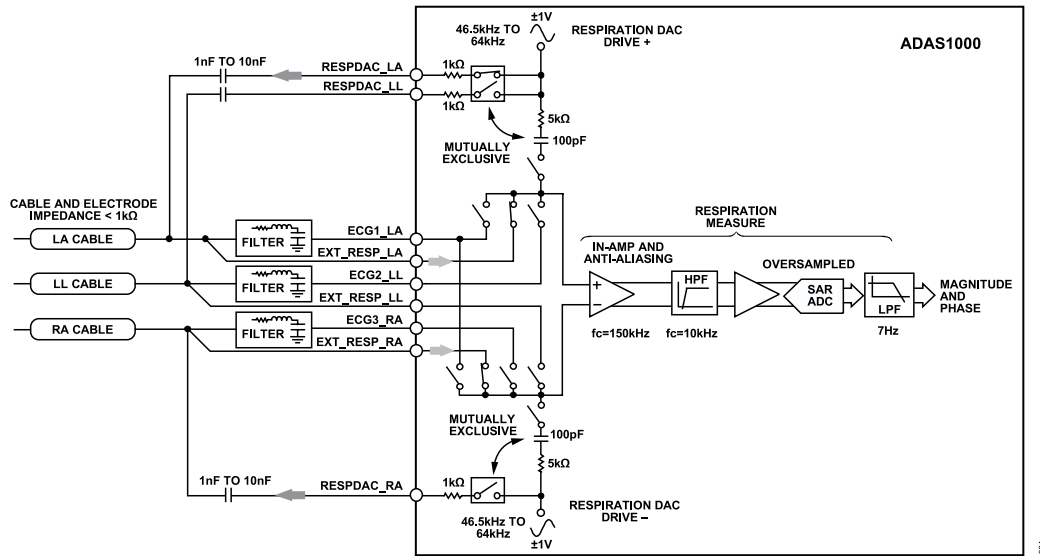 ±1V
46.5kHz TO
64kHz
RESPIRATION DAC
DRIVE +
ADAS1000
1nF TO 10nF
RESPDAC_LA
1kΩ
RESPDAC_LL
1kΩ
5kΩ
100pF
MUTUALLY
EXCLUSIVE
CABLE AND ELECTRODE
IMPEDANCE < 1kΩ
LA CABLE
FILTER
ECG1_LA
EXT_RESP_LA
LL CABLE
FILTER
ECG2_LL
EXT_RESP_LL
RA CABLE
FILTER
ECG3_RA
EXT_RESP_RA
RESPIRATION
MEASURE
IN-AMP AND
ANTI-ALIASING
+
–
fc=150kHz
HPF
fc=10kHz
OVERSAMPLED
SAR
ADC
LPF
7Hz
MAGNITUDE
AND
PHASE
MUTUALLY
EXCLUSIVE
100pF
5kΩ
1nF TO 10nF
RESPDAC_RA
1kΩ
RESPIRATION DAC
DRIVE –
46.5kHz TO
64kHz
±1V